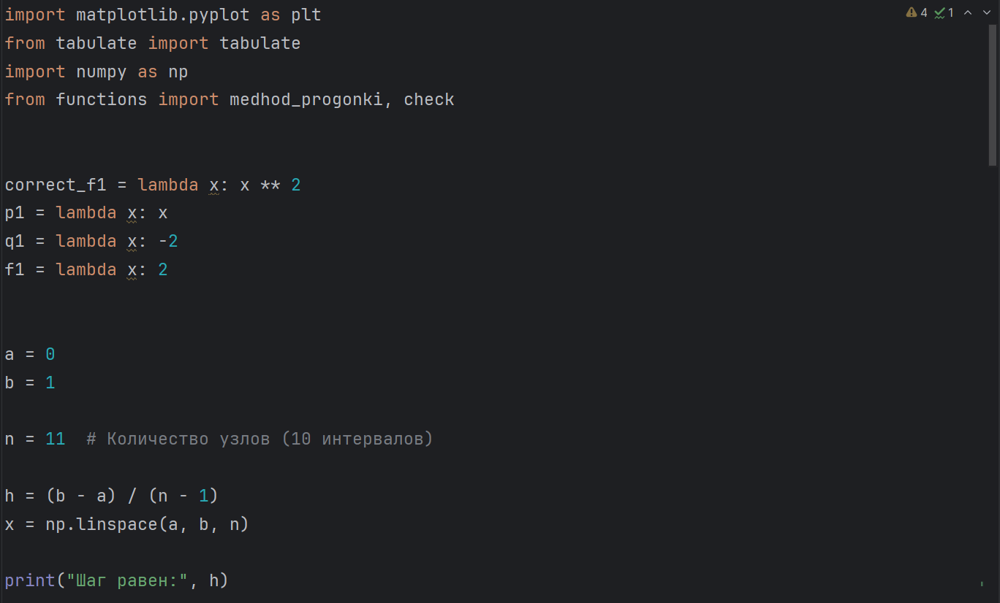 import matplotlib.pyplot as plt
4 1
from tabulate import tabulate
import numpy as np
from functions import medhod_progonki, check
correct_f1 = lambda x: x ** 2
p1 = lambda x: x
q1 = lambda x: -2
f1 = lambda x: 2
a = 0
b = 1
n = 11  # Количество узлов (10 интервалов)
h = (b - a) / (n - 1)
x = np.linspace(a, b, n)
print("Шаг равен:", h)